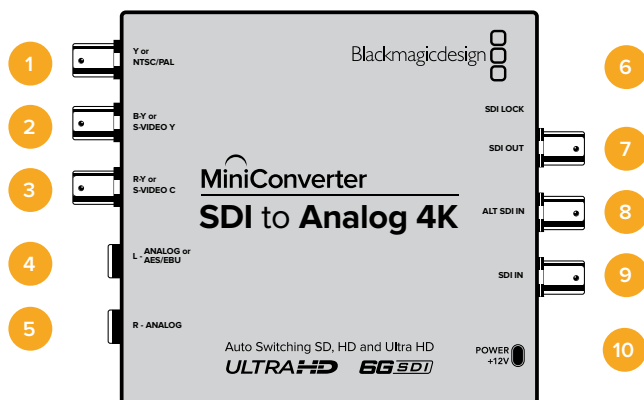 1
Y or
NTSC/PAL
2
B-Y or
S-VIDEO Y
3
R-Y or
S-VIDEO C
4
L - ANALOG or
AES/EBU
5
R - ANALOG
Blackmagicdesign
MiniConverter
SDI to Analog 4K
Auto Switching SD, HD and Ultra HD
ULTRA HD 6G SDI
6
SDI LOCK
SDI OUT
7
ALT SDI IN
8
SDI IN
9
POWER
+12V
10